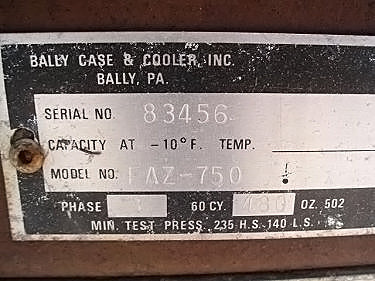 BALLY CASE & COOLER, INC.
BALLY, PA.
SERIAL NO. 83456
CAPACITY AT -10°F. TEMP.
MODEL NO. FAZ-750
PHASE 60 CY. 480 OZ. 502
MIN. TEST PRESS. 235 H.S. 140 L.S.